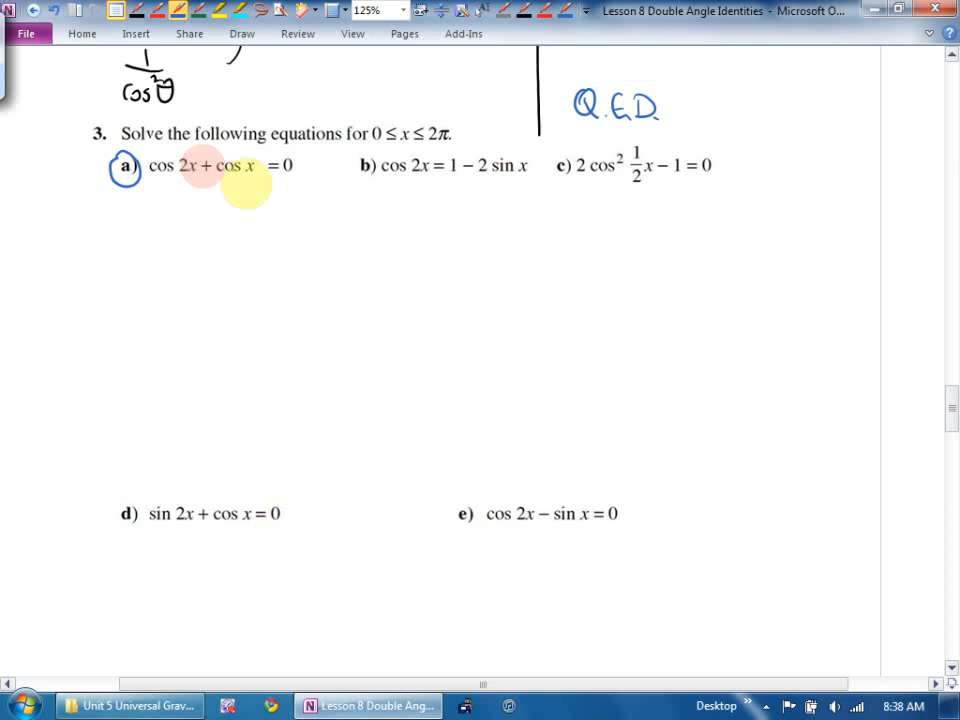 125%
Lesson 8 Double Angle Identities - Microsoft O...
File Home Insert Share Draw Review View Pages Add-Ins
1
cos²θ
Q.E.D.
3. Solve the following equations for 0 ≤ x ≤ 2π.
a) cos 2x + cos x = 0 b) cos 2x = 1 − 2 sin x c) 2 cos² 1/2 x − 1 = 0
d) sin 2x + cos x = 0 e) cos 2x − sin x = 0
Unit 5 Universal Grav... Lesson 8 Double Ang... Desktop » 8:38 AM